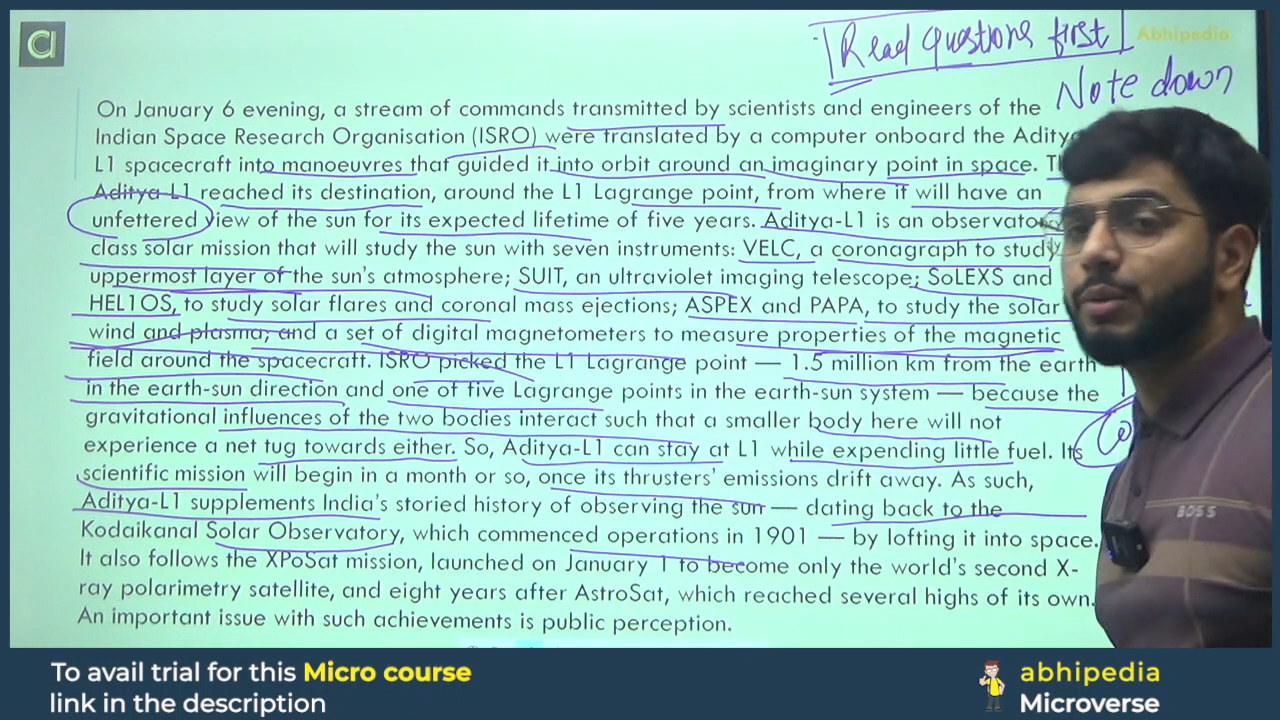 Read questions first
Abhipedia
Note down
On January 6 evening, a stream of commands transmitted by scientists and engineers of the
Indian Space Research Organisation (ISRO) were translated by a computer onboard the Aditya
L1 spacecraft into manoeuvres that guided it into orbit around an imaginary point in space.
Aditya-L1 reached its destination, around the L1 Lagrange point, from where it will have an
unfettered view of the sun for its expected lifetime of five years. Aditya-L1 is an observatory
class solar mission that will study the sun with seven instruments: VELC, a coronagraph to study
uppermost layer of the sun's atmosphere; SUIT, an ultraviolet imaging telescope; SoLEXS and
HEL1OS, to study solar flares and coronal mass ejections; ASPEX and PAPA, to study the solar
wind and plasma; and a set of digital magnetometers to measure properties of the magnetic
field around the spacecraft. ISRO picked the L1 Lagrange point — 1.5 million km from the earth
in the earth-sun direction and one of five Lagrange points in the earth-sun system — because the
gravitational influences of the two bodies interact such that a smaller body here will not
experience a net tug towards either. So, Aditya-L1 can stay at L1 while expending little fuel. Its
scientific mission will begin in a month or so, once its thrusters' emissions drift away. As such,
Aditya-L1 supplements India's storied history of observing the sun — dating back to the
Kodaikanal Solar Observatory, which commenced operations in 1901 — by lofting it into space.
It also follows the XPoSat mission, launched on January 1 to become only the world's second X-
ray polarimetry satellite, and eight years after AstroSat, which reached several highs of its own.
An important issue with such achievements is public perception.
BOSS
To avail trial for this Micro course
link in the description
abhipedia
Microverse